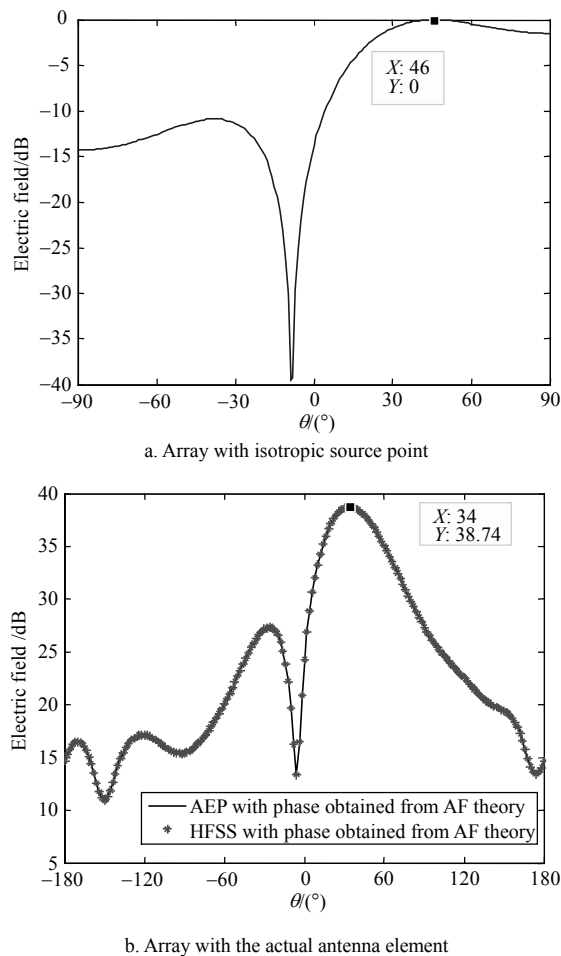 0
−5
−10
−15
−20
−25
−30
−35
−40
Electric field/dB
X: 46
Y: 0
−90
−60
−30
0
30
60
90
θ/(°)
a. Array with isotropic source point
40
35
30
25
20
15
10
5
Electric field /dB
X: 34
Y: 38.74
AEP with phase obtained from AF theory
HFSS with phase obtained from AF theory
−180
−120
−60
0
60
120
180
θ/(°)
b. Array with the actual antenna element